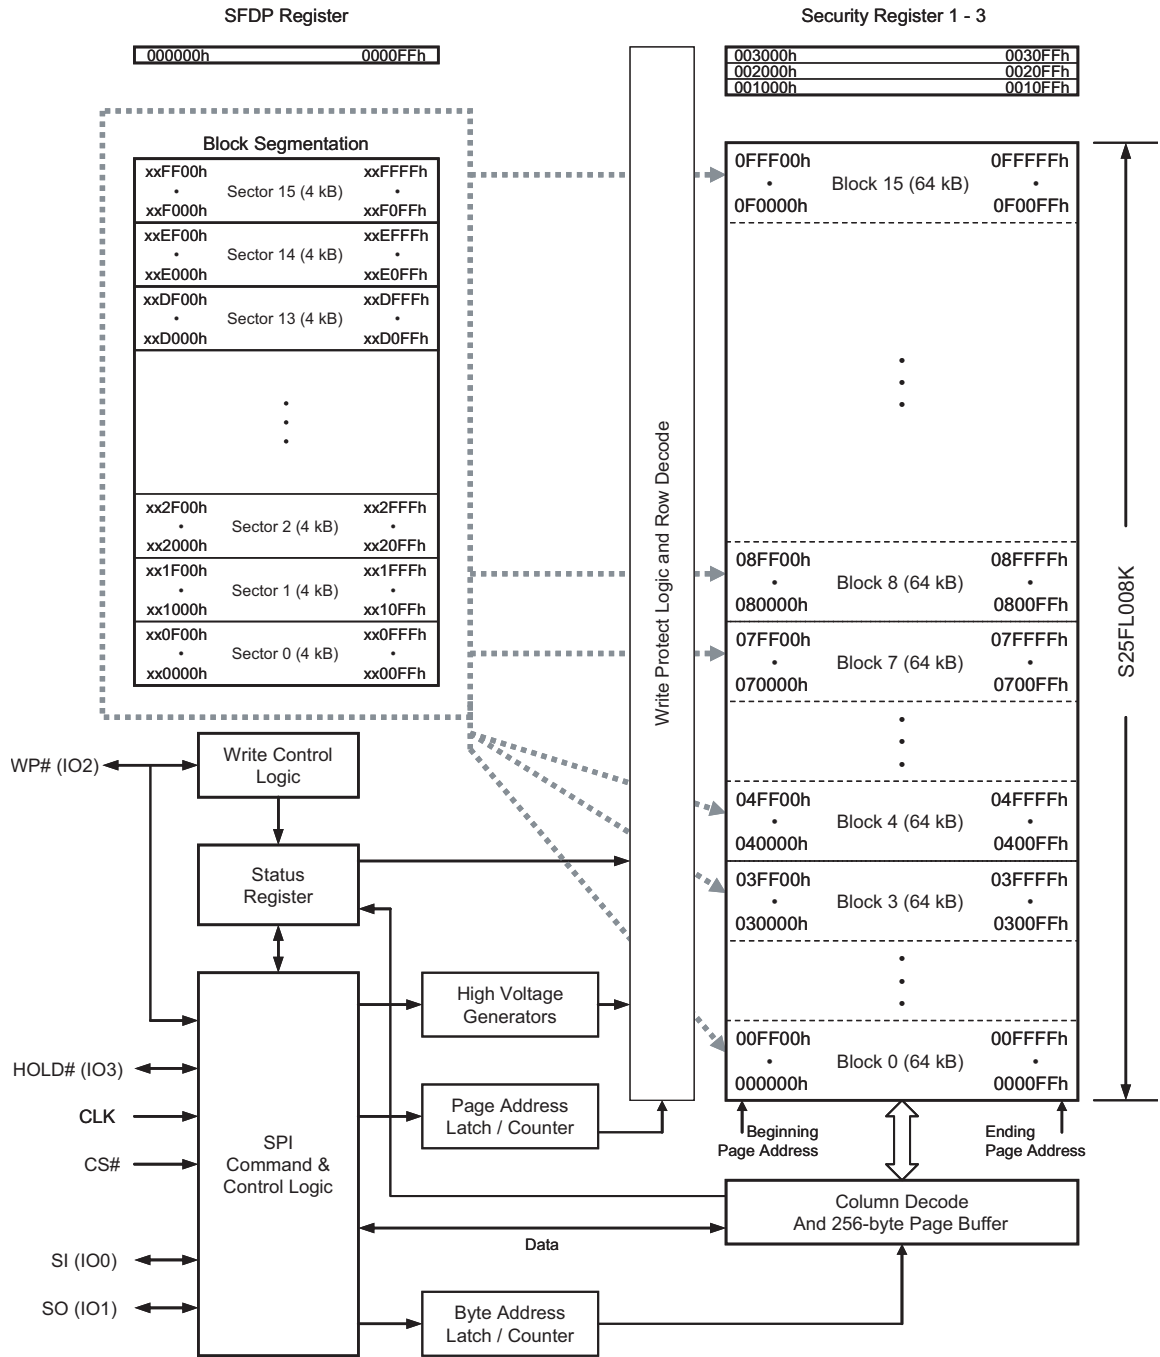 SFDP Register
000000h 0000FFh
Block Segmentation
xxFF00h xxFFFFh
Sector 15 (4 kB)
xxF000h xxF0FFh
xxEF00h xxEFFFh
Sector 14 (4 kB)
xxE000h xxE0FFh
xxDF00h xxDFFFh
Sector 13 (4 kB)
xxD000h xxD0FFh
xx2F00h xx2FFFh
Sector 2 (4 kB)
xx2000h xx20FFh
xx1F00h xx1FFFh
Sector 1 (4 kB)
xx1000h xx10FFh
xx0F00h xx0FFFh
Sector 0 (4 kB)
xx0000h xx00FFh
Write Protect Logic and Row Decode
Security Register 1 - 3
003000h 0030FFh
002000h 0020FFh
001000h 0010FFh
0FFF00h 0FFFFFh
Block 15 (64 kB)
0F0000h 0F00FFh
08FF00h 08FFFFh
Block 8 (64 kB)
080000h 0800FFh
07FF00h 07FFFFh
Block 7 (64 kB)
070000h 0700FFh
04FF00h 04FFFFh
Block 4 (64 kB)
040000h 0400FFh
03FF00h 03FFFFh
Block 3 (64 kB)
030000h 0300FFh
00FF00h 00FFFFh
Block 0 (64 kB)
000000h 0000FFh
S25FL008K
Beginning
Page Address
Ending
Page Address
WP# (IO2)
Write Control
Logic
Status
Register
HOLD# (IO3)
CLK
CS#
SI (IO0)
SO (IO1)
SPI
Command &
Control Logic
High Voltage
Generators
Page Address
Latch / Counter
Column Decode
And 256-byte Page Buffer
Data
Byte Address
Latch / Counter